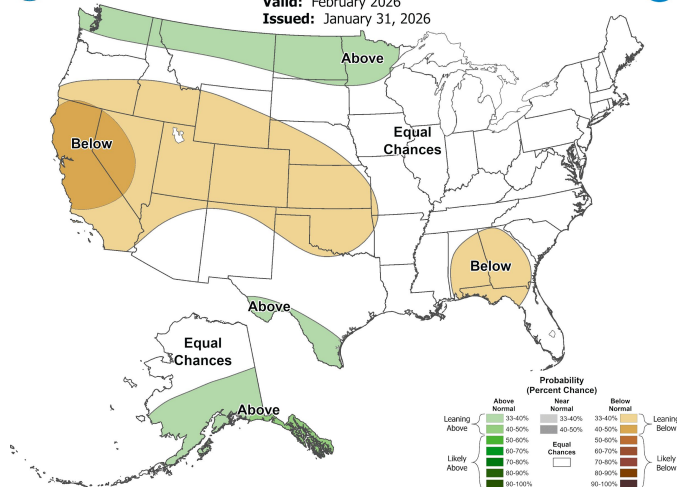 Valid: February 2026
Issued: January 31, 2026
Above
Equal
Chances
Below
Below
Above
Equal
Chances
Above
Probability
(Percent Chance)
Above
Normal
Near
Normal
Below
Normal
Leaning
Above
33-40%
40-50%
50-60%
60-70%
70-80%
80-90%
90-100%
Likely
Above
33-40%
40-50%
Equal
Chances
33-40%
40-50%
50-60%
60-70%
70-80%
80-90%
90-100%
Leaning
Below
Likely
Below